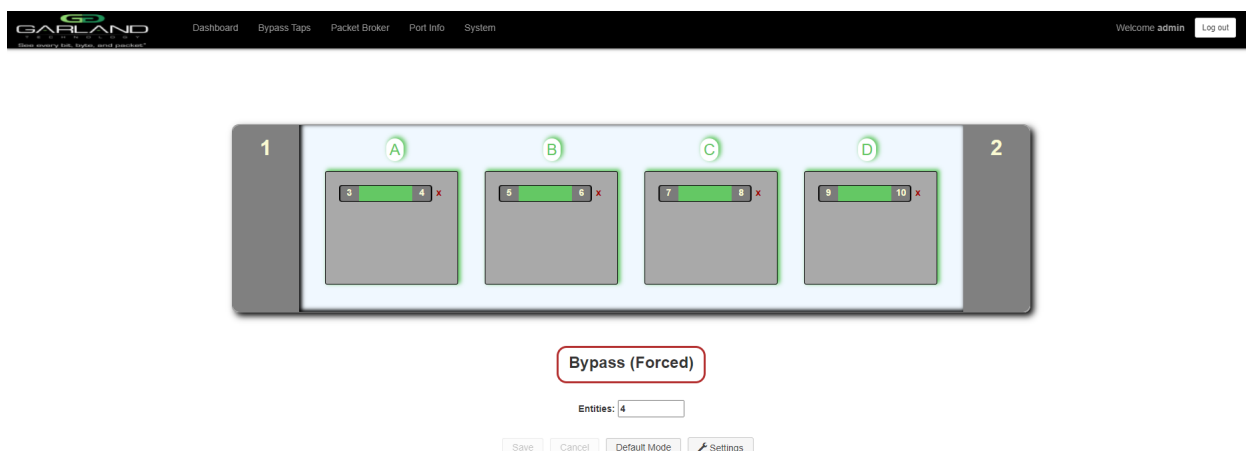 GARLAND
TECHNOLOGY
See every bit, byte, and packet®
Dashboard Bypass Taps Packet Broker Port Info System
Welcome admin Log out
1 A B C D 2
3 4 x 5 6 x 7 8 x 9 10 x
Bypass (Forced)
Entities: 4
Save Cancel Default Mode Settings